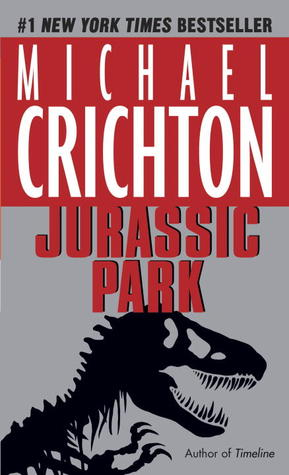 #1 NEW YORK TIMES BESTSELLER
MICHAEL
CRICHTON
JURASSIC
PARK
Author of Timeline